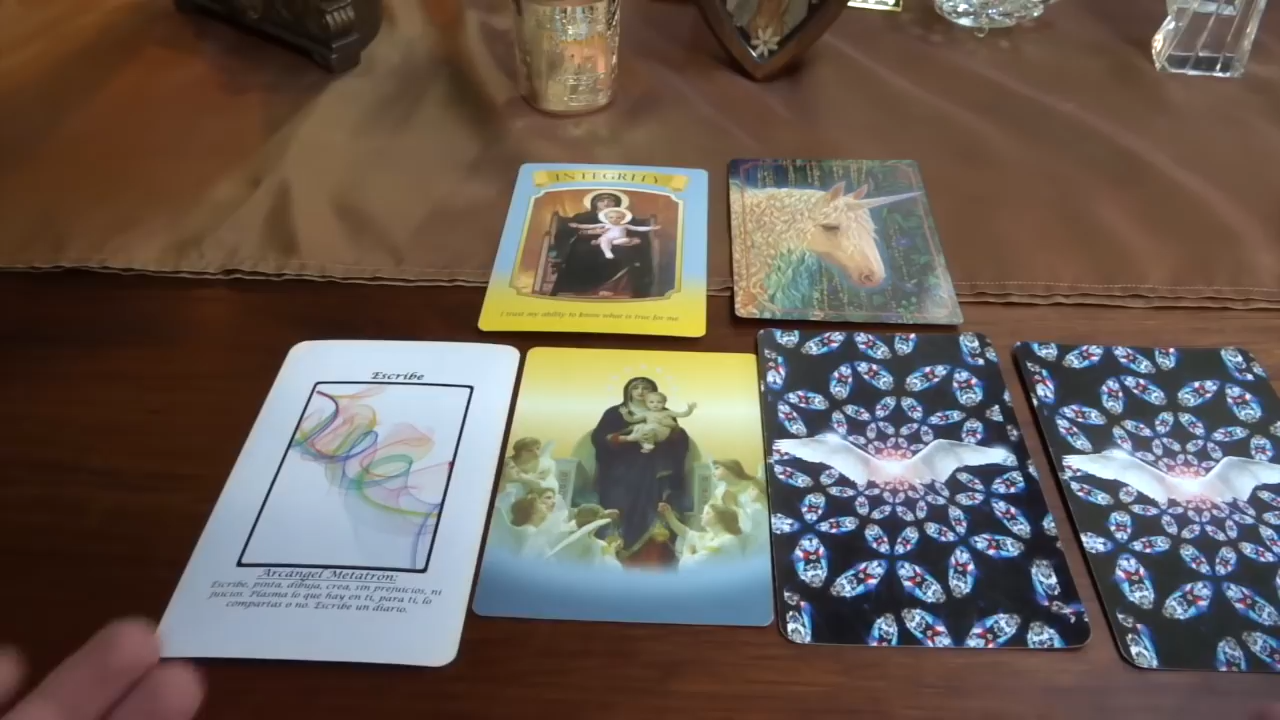 INTEGRITY
I trust my ability to know what is true for me
Escribe
Arcángel Metatrón:
Escribe, pinta, dibuja, crea, sin prejuicios, ni
juicios. Plasma lo que hay en ti, para ti, lo
compartas o no. Escribe un diario.